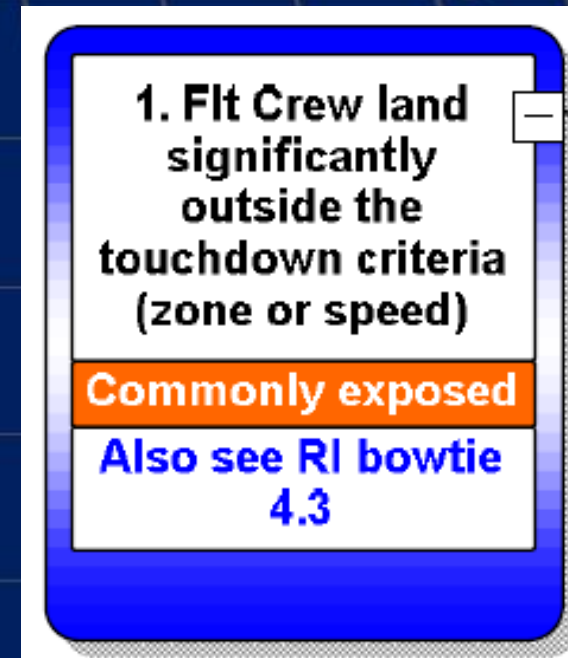 1. Flt Crew land
significantly
outside the
touchdown criteria
(zone or speed)
Commonly exposed
Also see RI bowtie
4.3